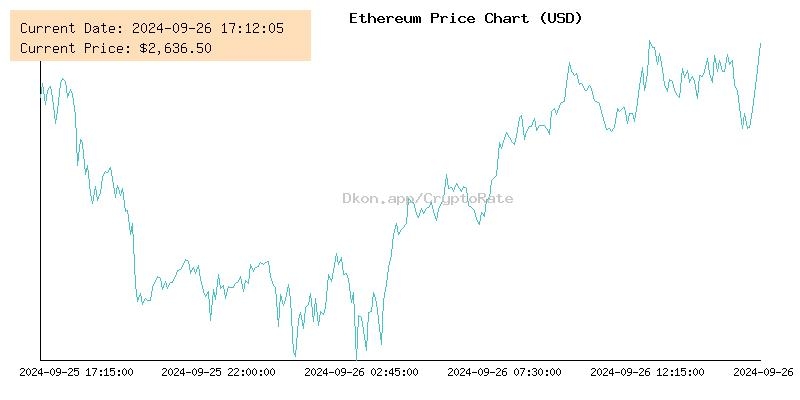 Ethereum Price Chart (USD)
Current Date: 2024-09-26 17:12:05
Current Price: $2,636.50
Dkon.app/CryptoRate
2024-09-25 17:15:00 2024-09-25 22:00:00 2024-09-26 02:45:00 2024-09-26 07:30:00 2024-09-26 12:15:00 2024-09-26